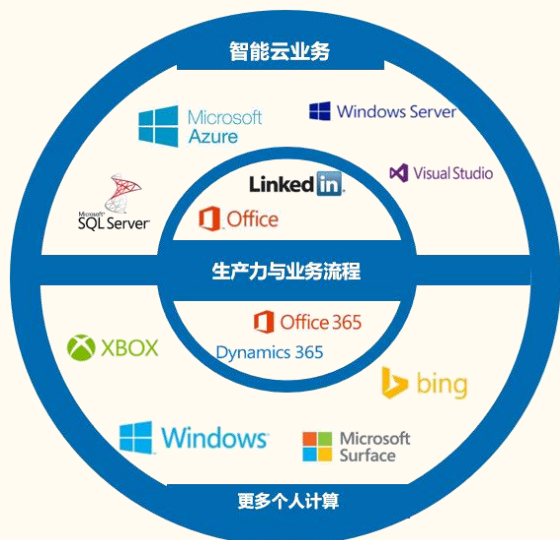 智能云业务
Microsoft
Azure
Windows Server
Visual Studio
Microsoft
SQL Server
Linked in
Office
生产力与业务流程
Office 365
Dynamics 365
XBOX
bing
Windows
Microsoft
Surface
更多个人计算